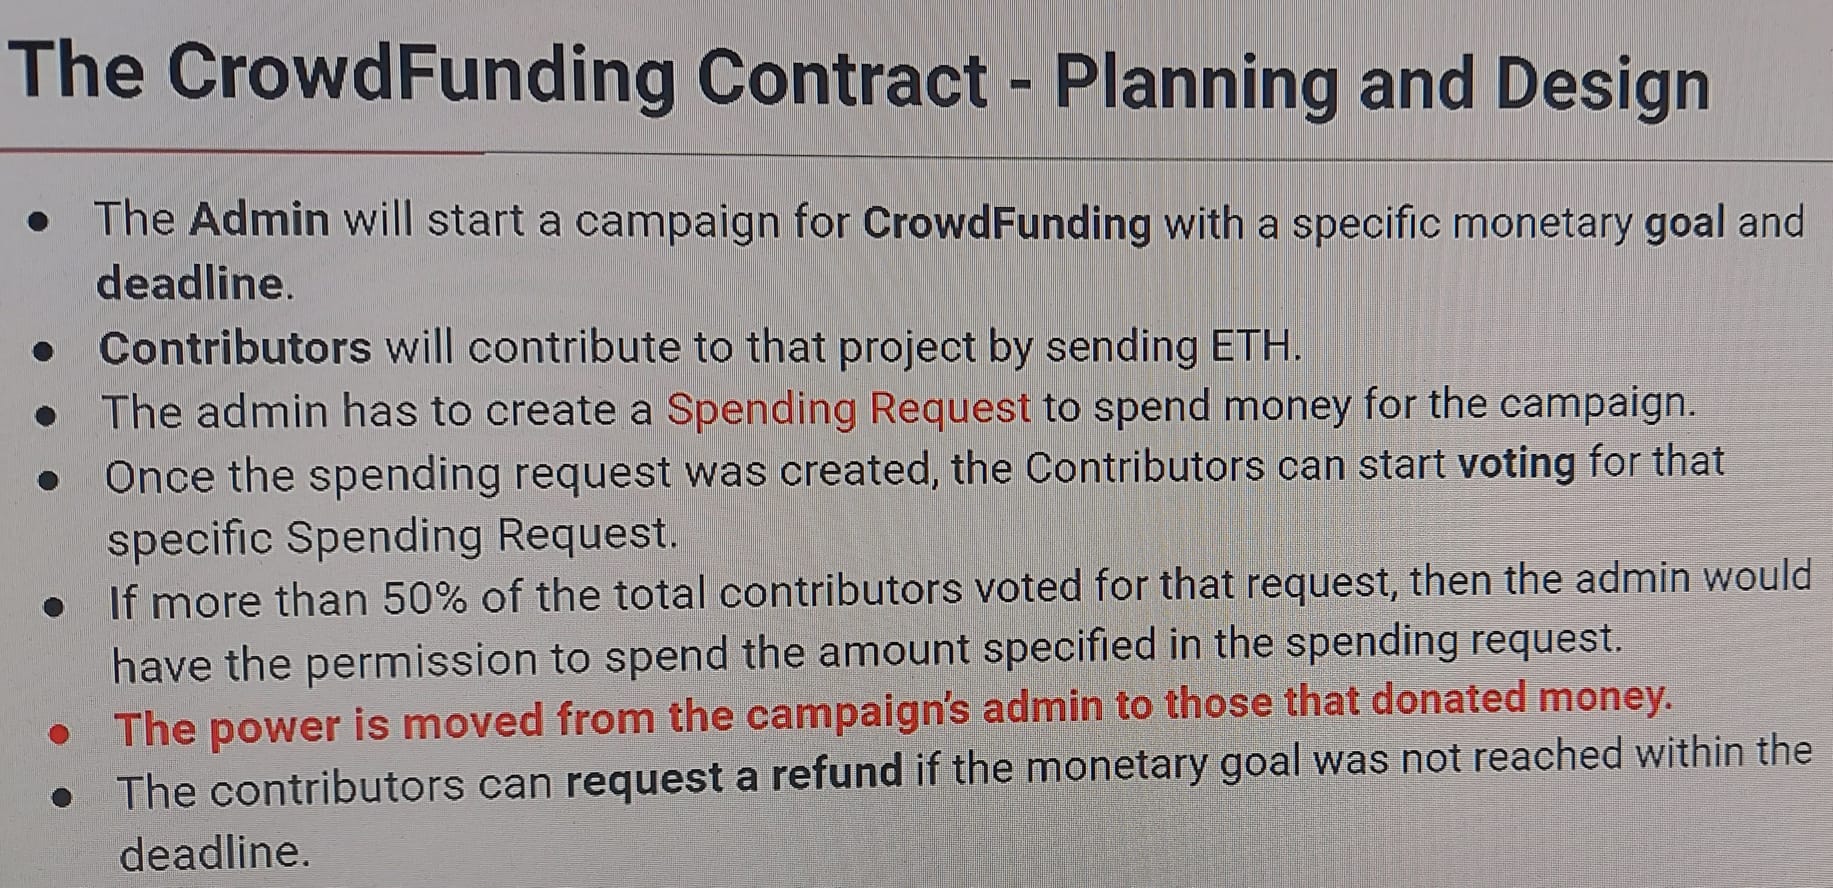 The CrowdFunding Contract - Planning and Design
● The Admin will start a campaign for CrowdFunding with a specific monetary goal and
deadline.
● Contributors will contribute to that project by sending ETH.
● The admin has to create a Spending Request to spend money for the campaign.
● Once the spending request was created, the Contributors can start voting for that
specific Spending Request.
● If more than 50% of the total contributors voted for that request, then the admin would
have the permission to spend the amount specified in the spending request.
● The power is moved from the campaign's admin to those that donated money.
● The contributors can request a refund if the monetary goal was not reached within the
deadline.